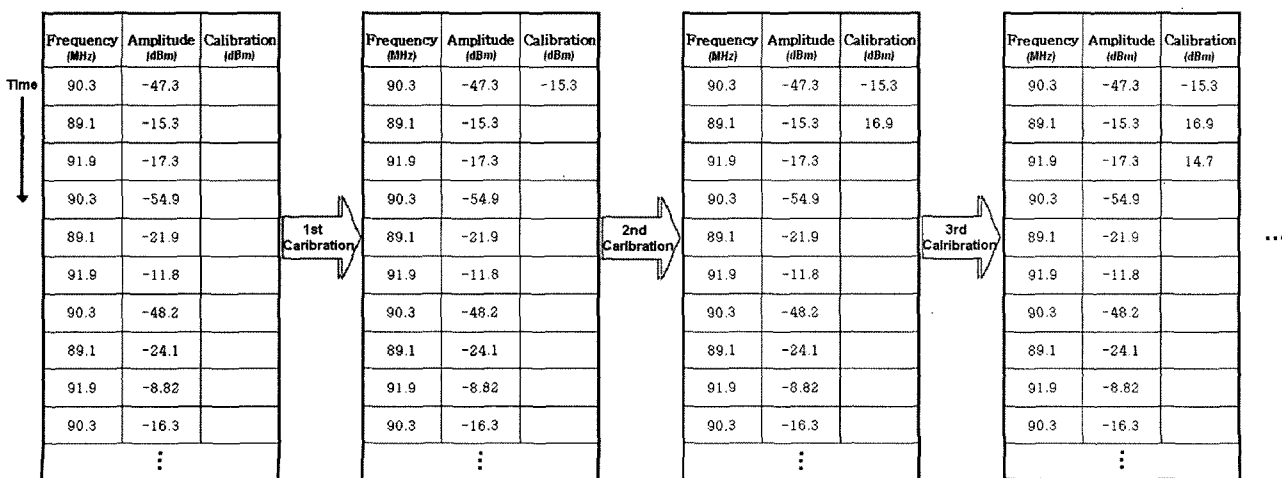 Time
Frequency Amplitude Calibration
(MHz) (dBm) (dBm)
90.3 -47.3
89.1 -15.3
91.9 -17.3
90.3 -54.9
89.1 -21.9
91.9 -11.8
90.3 -48.2
89.1 -24.1
91.9 -8.82
90.3 -16.3
⋮
1st
Caribration
Frequency Amplitude Calibration
(MHz) (dBm) (dBm)
90.3 -47.3 -15.3
89.1 -15.3
91.9 -17.3
90.3 -54.9
89.1 -21.9
91.9 -11.8
90.3 -48.2
89.1 -24.1
91.9 -8.82
90.3 -16.3
⋮
2nd
Caribration
Frequency Amplitude Calibration
(MHz) (dBm) (dBm)
90.3 -47.3 -15.3
89.1 -15.3 16.9
91.9 -17.3
90.3 -54.9
89.1 -21.9
91.9 -11.8
90.3 -48.2
89.1 -24.1
91.9 -8.82
90.3 -16.3
⋮
3rd
Calribration
Frequency Amplitude Calibration
(MHz) (dBm) (dBm)
90.3 -47.3 -15.3
89.1 -15.3 16.9
91.9 -17.3 14.7
90.3 -54.9
89.1 -21.9
91.9 -11.8
90.3 -48.2
89.1 -24.1
91.9 -8.82
90.3 -16.3
⋮
...